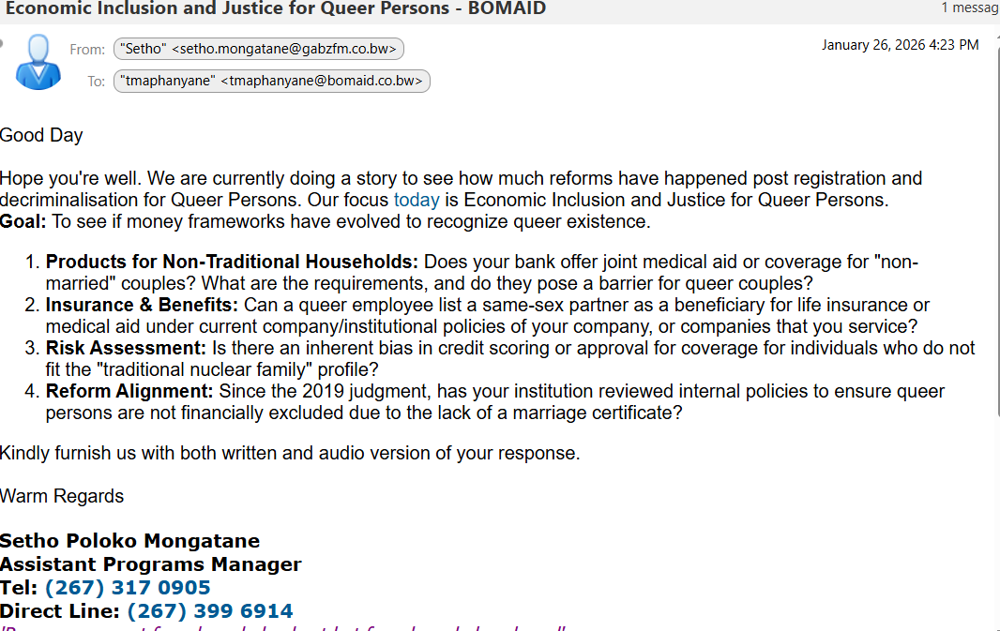 Economic Inclusion and Justice for Queer Persons - BOMAID
1 messag
From: "Setho" <setho.mongatane@gabzfm.co.bw>
January 26, 2026 4:23 PM
To: "tmaphanyane" <tmaphanyane@bomaid.co.bw>
Good Day
Hope you're well. We are currently doing a story to see how much reforms have happened post registration and
decriminalisation for Queer Persons. Our focus today is Economic Inclusion and Justice for Queer Persons.
Goal: To see if money frameworks have evolved to recognize queer existence.
1. Products for Non-Traditional Households: Does your bank offer joint medical aid or coverage for "non-
married" couples? What are the requirements, and do they pose a barrier for queer couples?
2. Insurance & Benefits: Can a queer employee list a same-sex partner as a beneficiary for life insurance or
medical aid under current company/institutional policies of your company, or companies that you service?
3. Risk Assessment: Is there an inherent bias in credit scoring or approval for coverage for individuals who do not
fit the "traditional nuclear family" profile?
4. Reform Alignment: Since the 2019 judgment, has your institution reviewed internal policies to ensure queer
persons are not financially excluded due to the lack of a marriage certificate?
Kindly furnish us with both written and audio version of your response.
Warm Regards
Setho Poloko Mongatane
Assistant Programs Manager
Tel: (267) 317 0905
Direct Line: (267) 399 6914